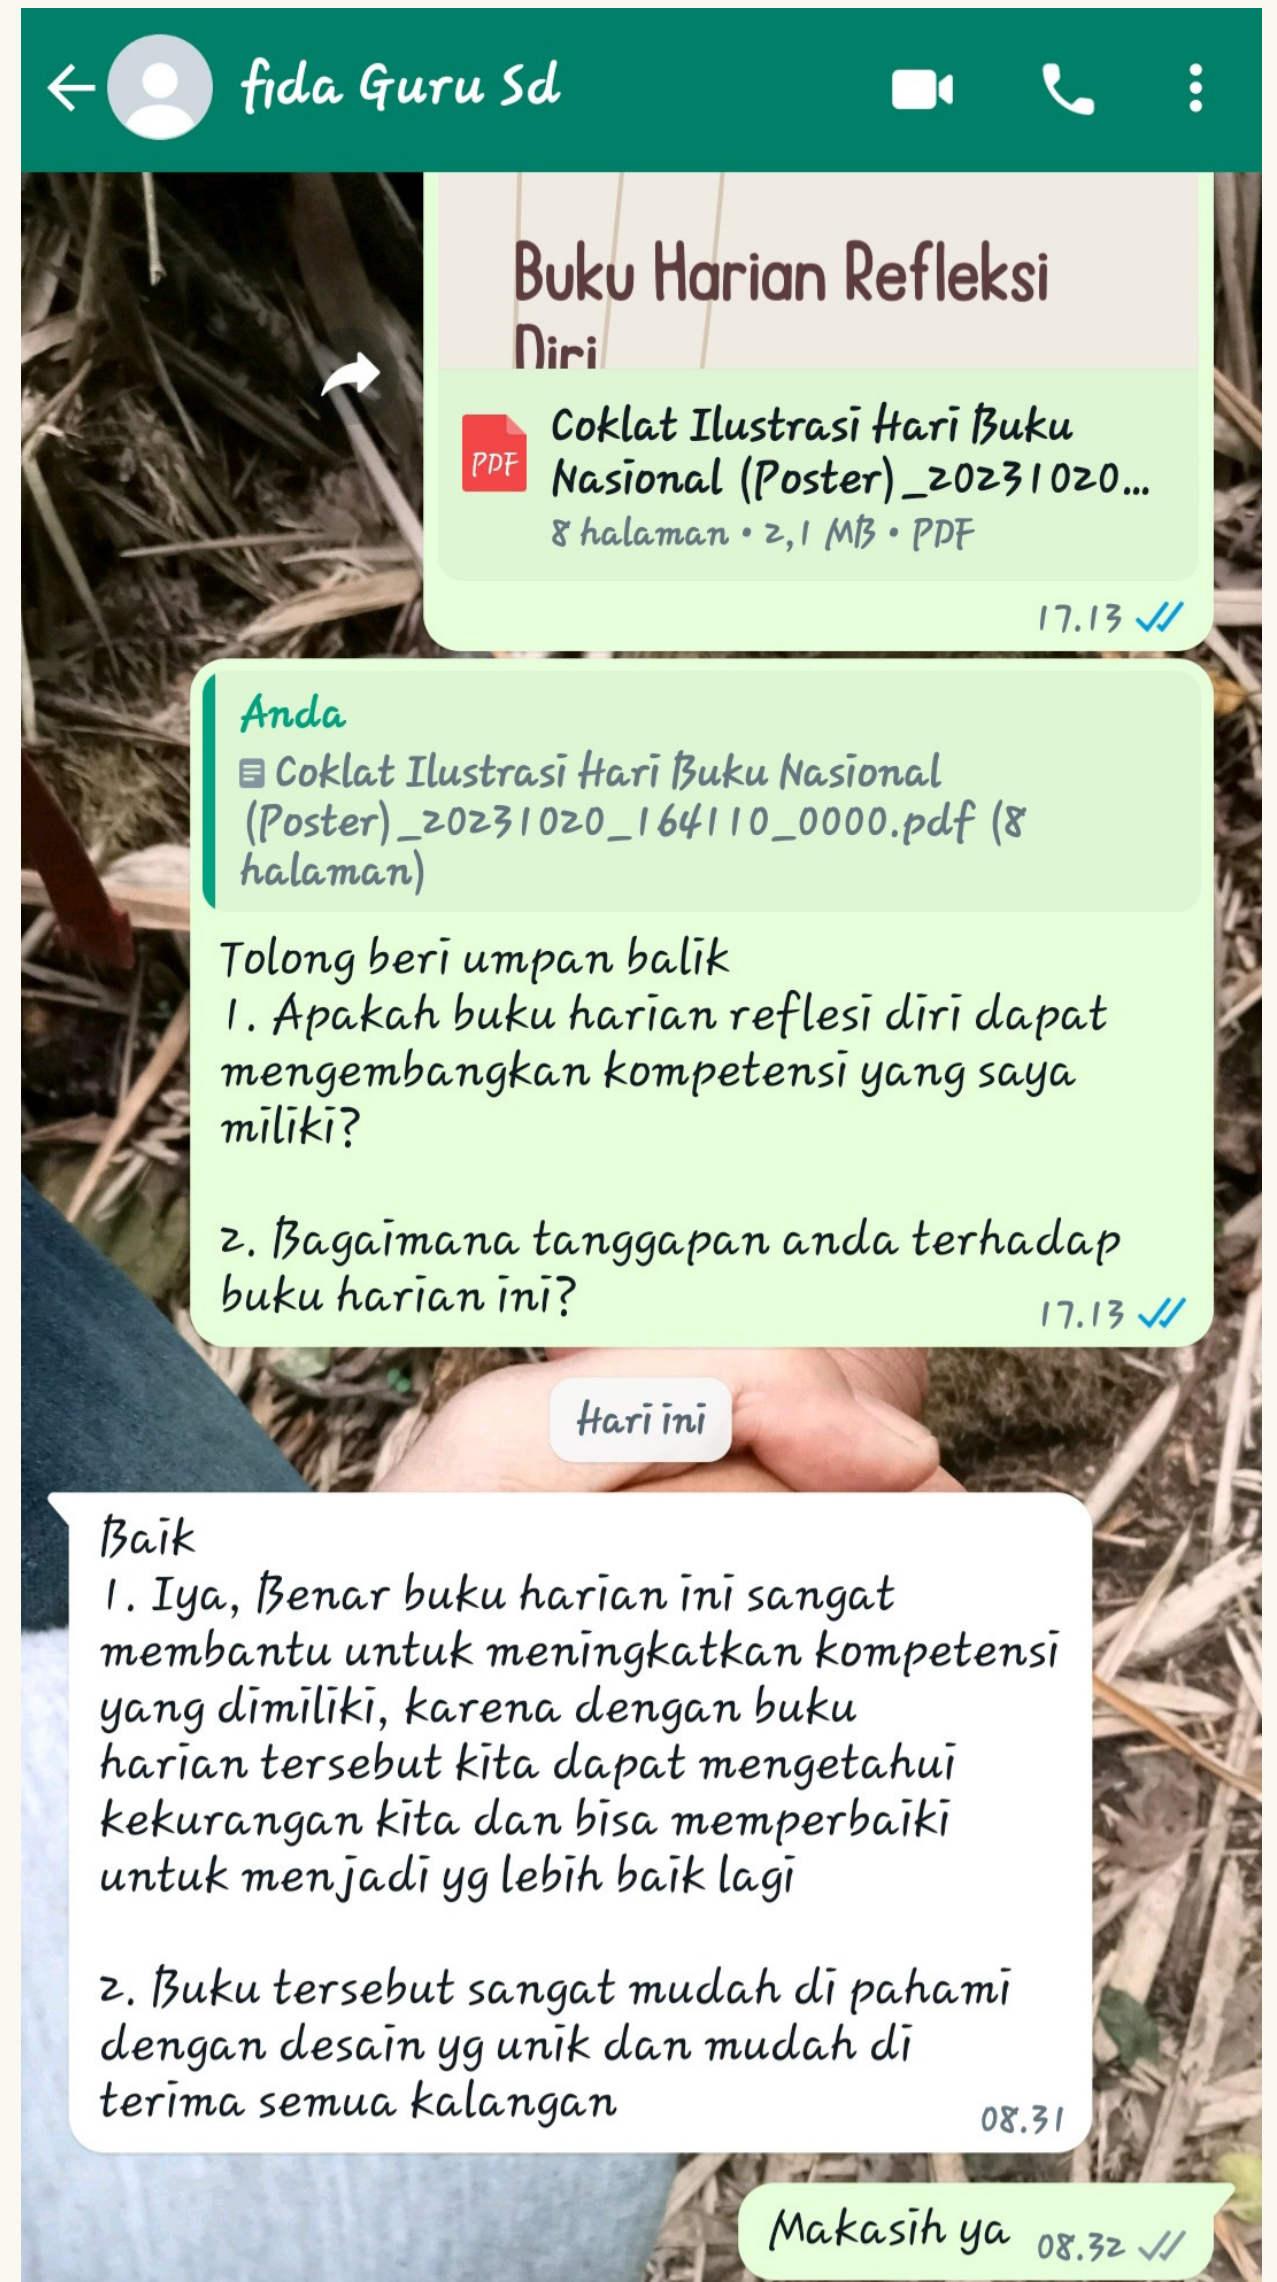 fida Guru Sd
Buku Harian Refleksi
Diri
PDF
Coklat Ilustrasi Hari Buku
Nasional (Poster)_20231020...
8 halaman • 2,1 MB • PDF
17.13
Anda
Coklat Ilustrasi Hari Buku Nasional
(Poster)_20231020_164110_0000.pdf (8
halaman)
Tolong beri umpan balik
1. Apakah buku harian reflesi diri dapat
mengembangkan kompetensi yang saya
miliki?
2. Bagaimana tanggapan anda terhadap
buku harian ini?
17.13
Hari ini
Baik
1. Iya, Benar buku harian ini sangat
membantu untuk meningkatkan kompetensi
yang dimiliki, karena dengan buku
harian tersebut kita dapat mengetahui
kekurangan kita dan bisa memperbaiki
untuk menjadi yg lebih baik lagi
2. Buku tersebut sangat mudah di pahami
dengan desain yg unik dan mudah di
terima semua kalangan
08.31
Makasih ya 08.32